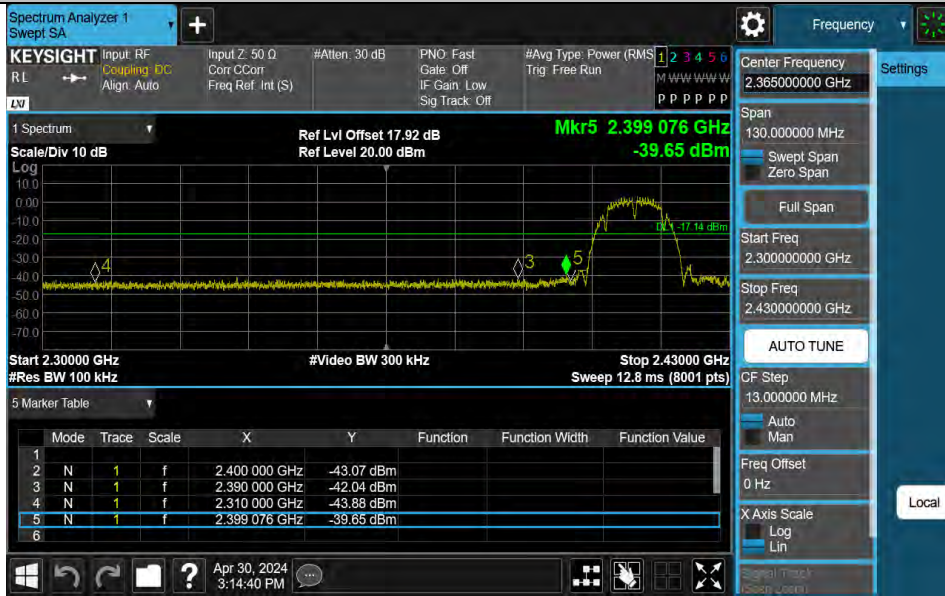 Spectrum Analyzer 1
Swept SA
+
Frequency
KEYSIGHT
RL
LXI
Input: RF
Coupling: DC
Align: Auto
Input Z: 50 Ω
Corr CCorr
Freq Ref: Int (S)
#Atten: 30 dB
PNO: Fast
Gate: Off
IF Gain: Low
Sig Track: Off
#Avg Type: Power (RMS
Trig: Free Run
1 2 3 4 5 6
M W W W W W
P P P P P P
1 Spectrum
Scale/Div 10 dB
Ref Lvl Offset 17.92 dB
Ref Level 20.00 dBm
Mkr5 2.399 076 GHz
-39.65 dBm
Log
10.0
0.00
-10.0
-20.0
-30.0
-40.0
-50.0
-60.0
-70.0
DL1 -17.14 dBm
4
3
5
Start 2.30000 GHz
#Res BW 100 kHz
#Video BW 300 kHz
Stop 2.43000 GHz
Sweep 12.8 ms (8001 pts)
5 Marker Table
Mode Trace Scale X Y Function Function Width Function Value
1
2 N 1 f 2.400 000 GHz -43.07 dBm
3 N 1 f 2.390 000 GHz -42.04 dBm
4 N 1 f 2.310 000 GHz -43.88 dBm
5 N 1 f 2.399 076 GHz -39.65 dBm
6
Center Frequency
2.365000000 GHz
Span
130.000000 MHz
Swept Span
Zero Span
Full Span
Start Freq
2.300000000 GHz
Stop Freq
2.430000000 GHz
AUTO TUNE
CF Step
13.000000 MHz
Auto
Man
Freq Offset
0 Hz
X Axis Scale
Log
Lin
Signal Track
(Span Zoom)
Settings
Local
?
Apr 30, 2024
3:14:40 PM